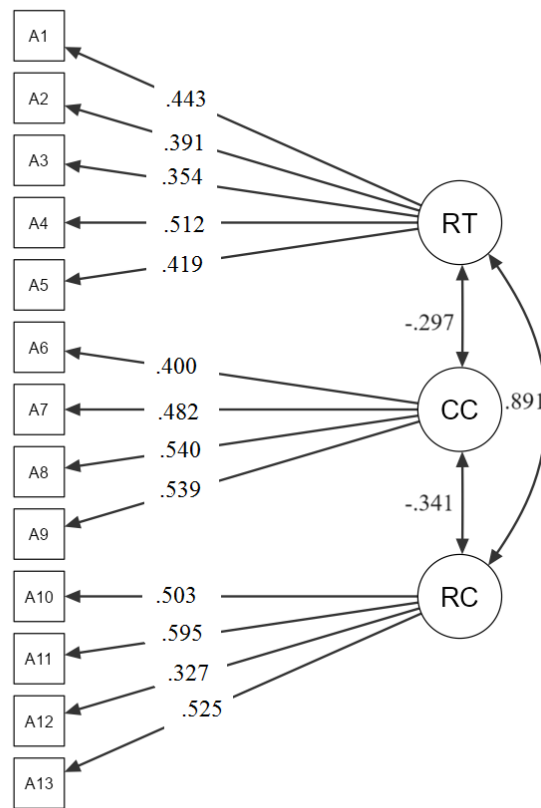 A1
.443
A2
.391
A3
.354
A4
.512
RT
A5
.419
-.297
A6
.400
A7
.482
CC
.891
A8
.540
A9
.539
-.341
A10
.503
RC
A11
.595
A12
.327
.525
A13